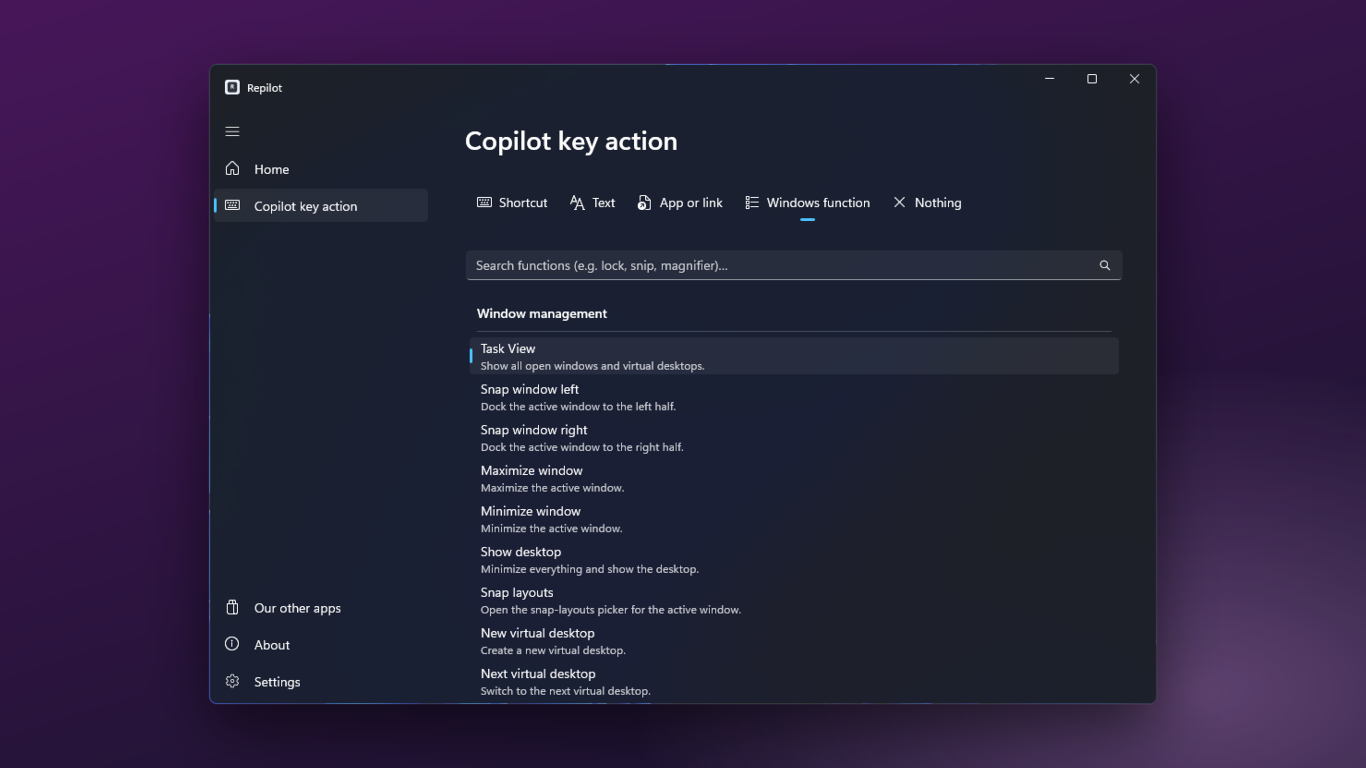 Repilot
Home
Copilot key action
Our other apps
About
Settings
Copilot key action
Shortcut Text App or link Windows function Nothing
Search functions (e.g. lock, snip, magnifier)...
Window management
Task View
Show all open windows and virtual desktops.
Snap window left
Dock the active window to the left half.
Snap window right
Dock the active window to the right half.
Maximize window
Maximize the active window.
Minimize window
Minimize the active window.
Show desktop
Minimize everything and show the desktop.
Snap layouts
Open the snap-layouts picker for the active window.
New virtual desktop
Create a new virtual desktop.
Next virtual desktop
Switch to the next virtual desktop.